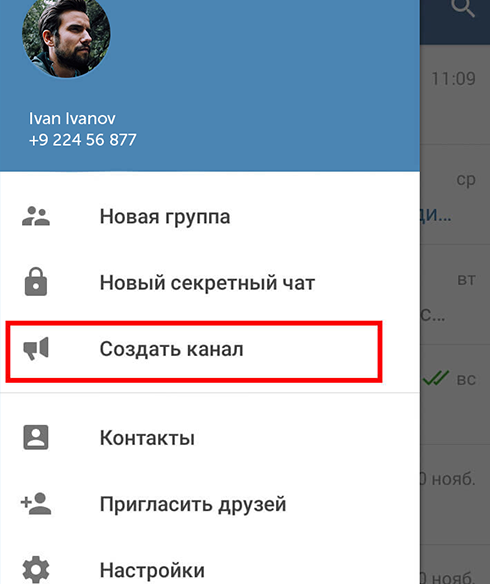 11:09
Ivan Ivanov
+9 224 56 877
ср
Новая группа
ди...
вт
Новый секретный чат
с...
Создать канал
вс
Контакты
0 нояб.
Пригласить друзей
Настройки
0 нояб.